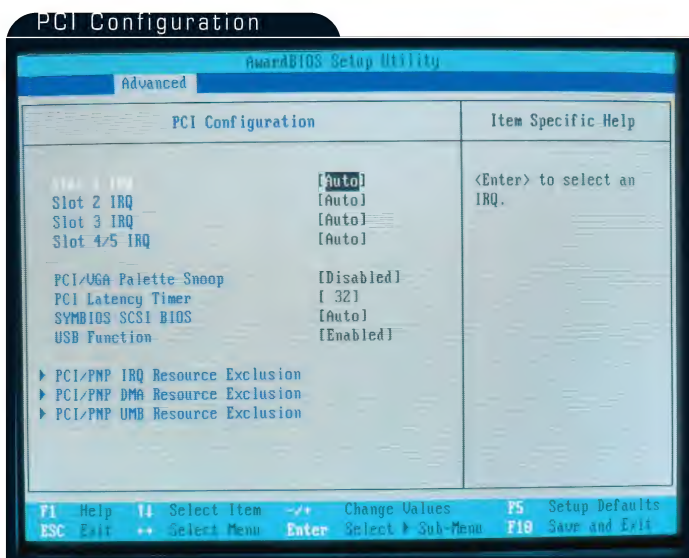 PCI Configuration
AwardBIOS Setup Utility
Advanced
PCI Configuration
Item Specific Help
Slot 1 IRQ [Auto]
Slot 2 IRQ [Auto]
Slot 3 IRQ [Auto]
Slot 4/5 IRQ [Auto]
PCI/VGA Palette Snoop [Disabled]
PCI Latency Timer [ 32]
SYMBIOS SCSI BIOS [Auto]
USB Function [Enabled]
▶ PCI/PNP IRQ Resource Exclusion
▶ PCI/PNP DMA Resource Exclusion
▶ PCI/PNP UMB Resource Exclusion
<Enter> to select an
IRQ.
F1 Help ↑↓ Select Item -/+ Change Values F5 Setup Defaults
ESC Exit ↔ Select Menu Enter Select ▶ Sub-Menu F10 Save and Exit